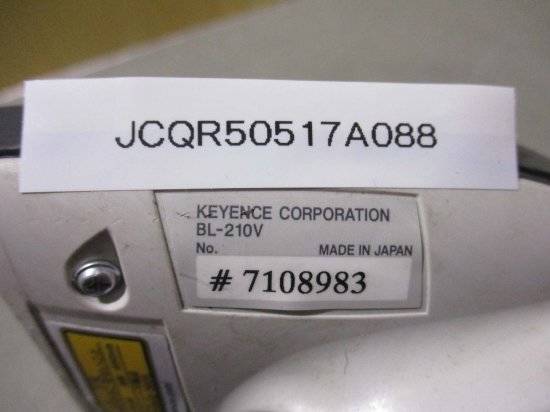 JCQR50517A088
KEYENCE CORPORATION
BL-210V
No. MADE IN JAPAN
# 7108983